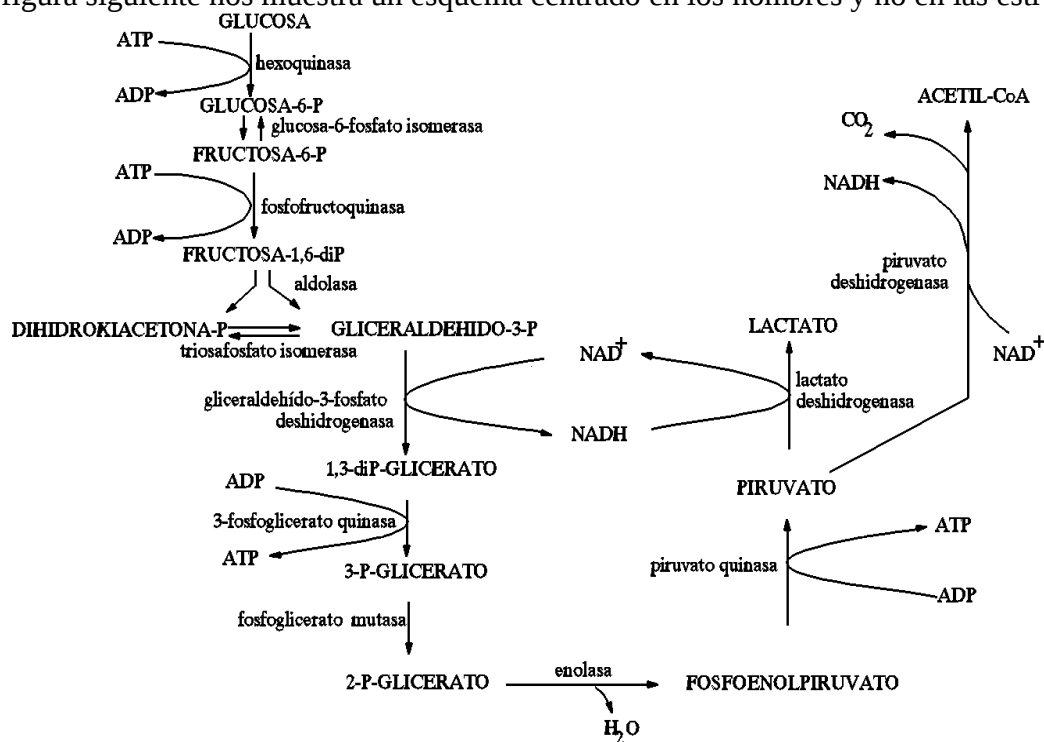 figura siguiente nos muestra un esquema centrado en los nombres y no en las
GLUCOSA
ATP
hexoquinasa
ADP
GLUCOSA-6-P
glucosa-6-fosfato isomerasa
FRUCTOSA-6-P
ATP
fosfofructoquinasa
ADP
FRUCTOSA-1,6-diP
aldolasa
DIHIDROKIACETONA-P
GLICERALDEHIDO-3-P
triosafosfato isomerasa
NAD+
gliceraldehído-3-fosfato
deshidrogenasa
NADH
1,3-diP-GLICERATO
ADP
3-fosfoglicerato quinasa
ATP
3-P-GLICERATO
fosfoglicerato mutasa
2-P-GLICERATO
enolasa
H2O
FOSFOENOLPIRUVATO
piruvato quinasa
ATP
ADP
PIRUVATO
lactato
deshidrogenasa
LACTATO
piruvato
deshidrogenasa
NAD+
NADH
CO2
ACETIL-CoA